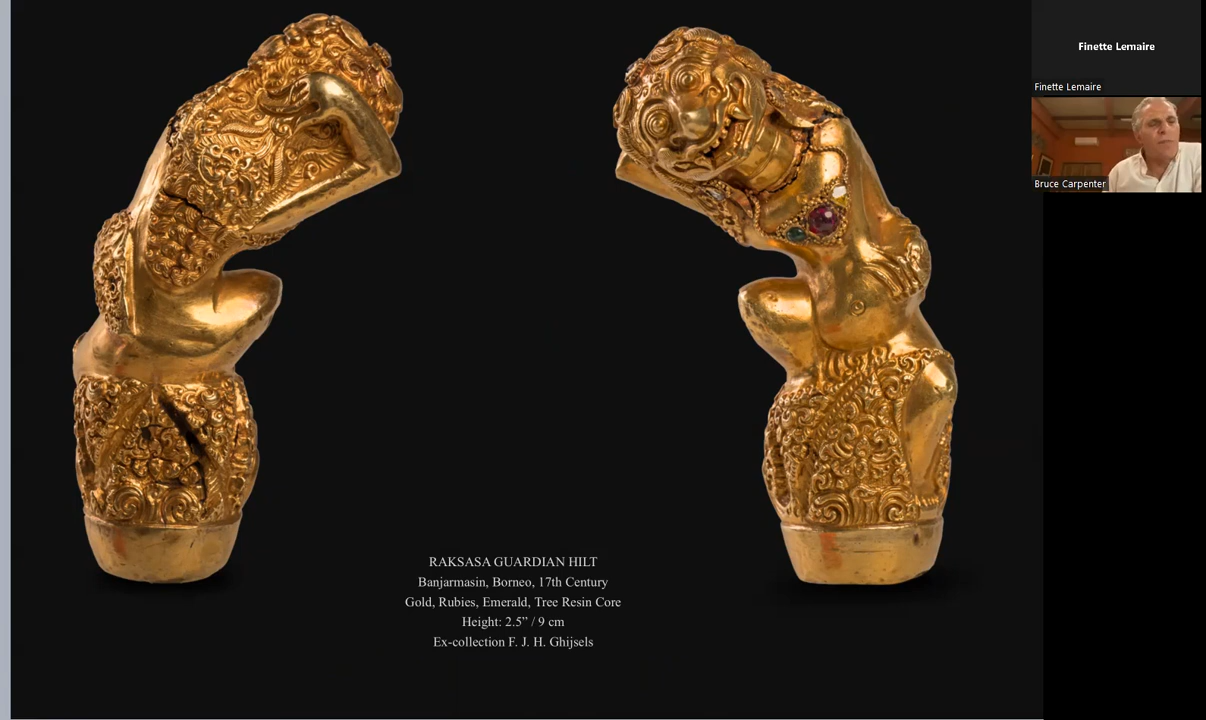 Finette Lemaire
Finette Lemaire
Bruce Carpenter
RAKSASA GUARDIAN HILT
Banjarmasin, Borneo, 17th Century
Gold, Rubies, Emerald, Tree Resin Core
Height: 2.5” / 9 cm
Ex-collection F. J. H. Ghijsels